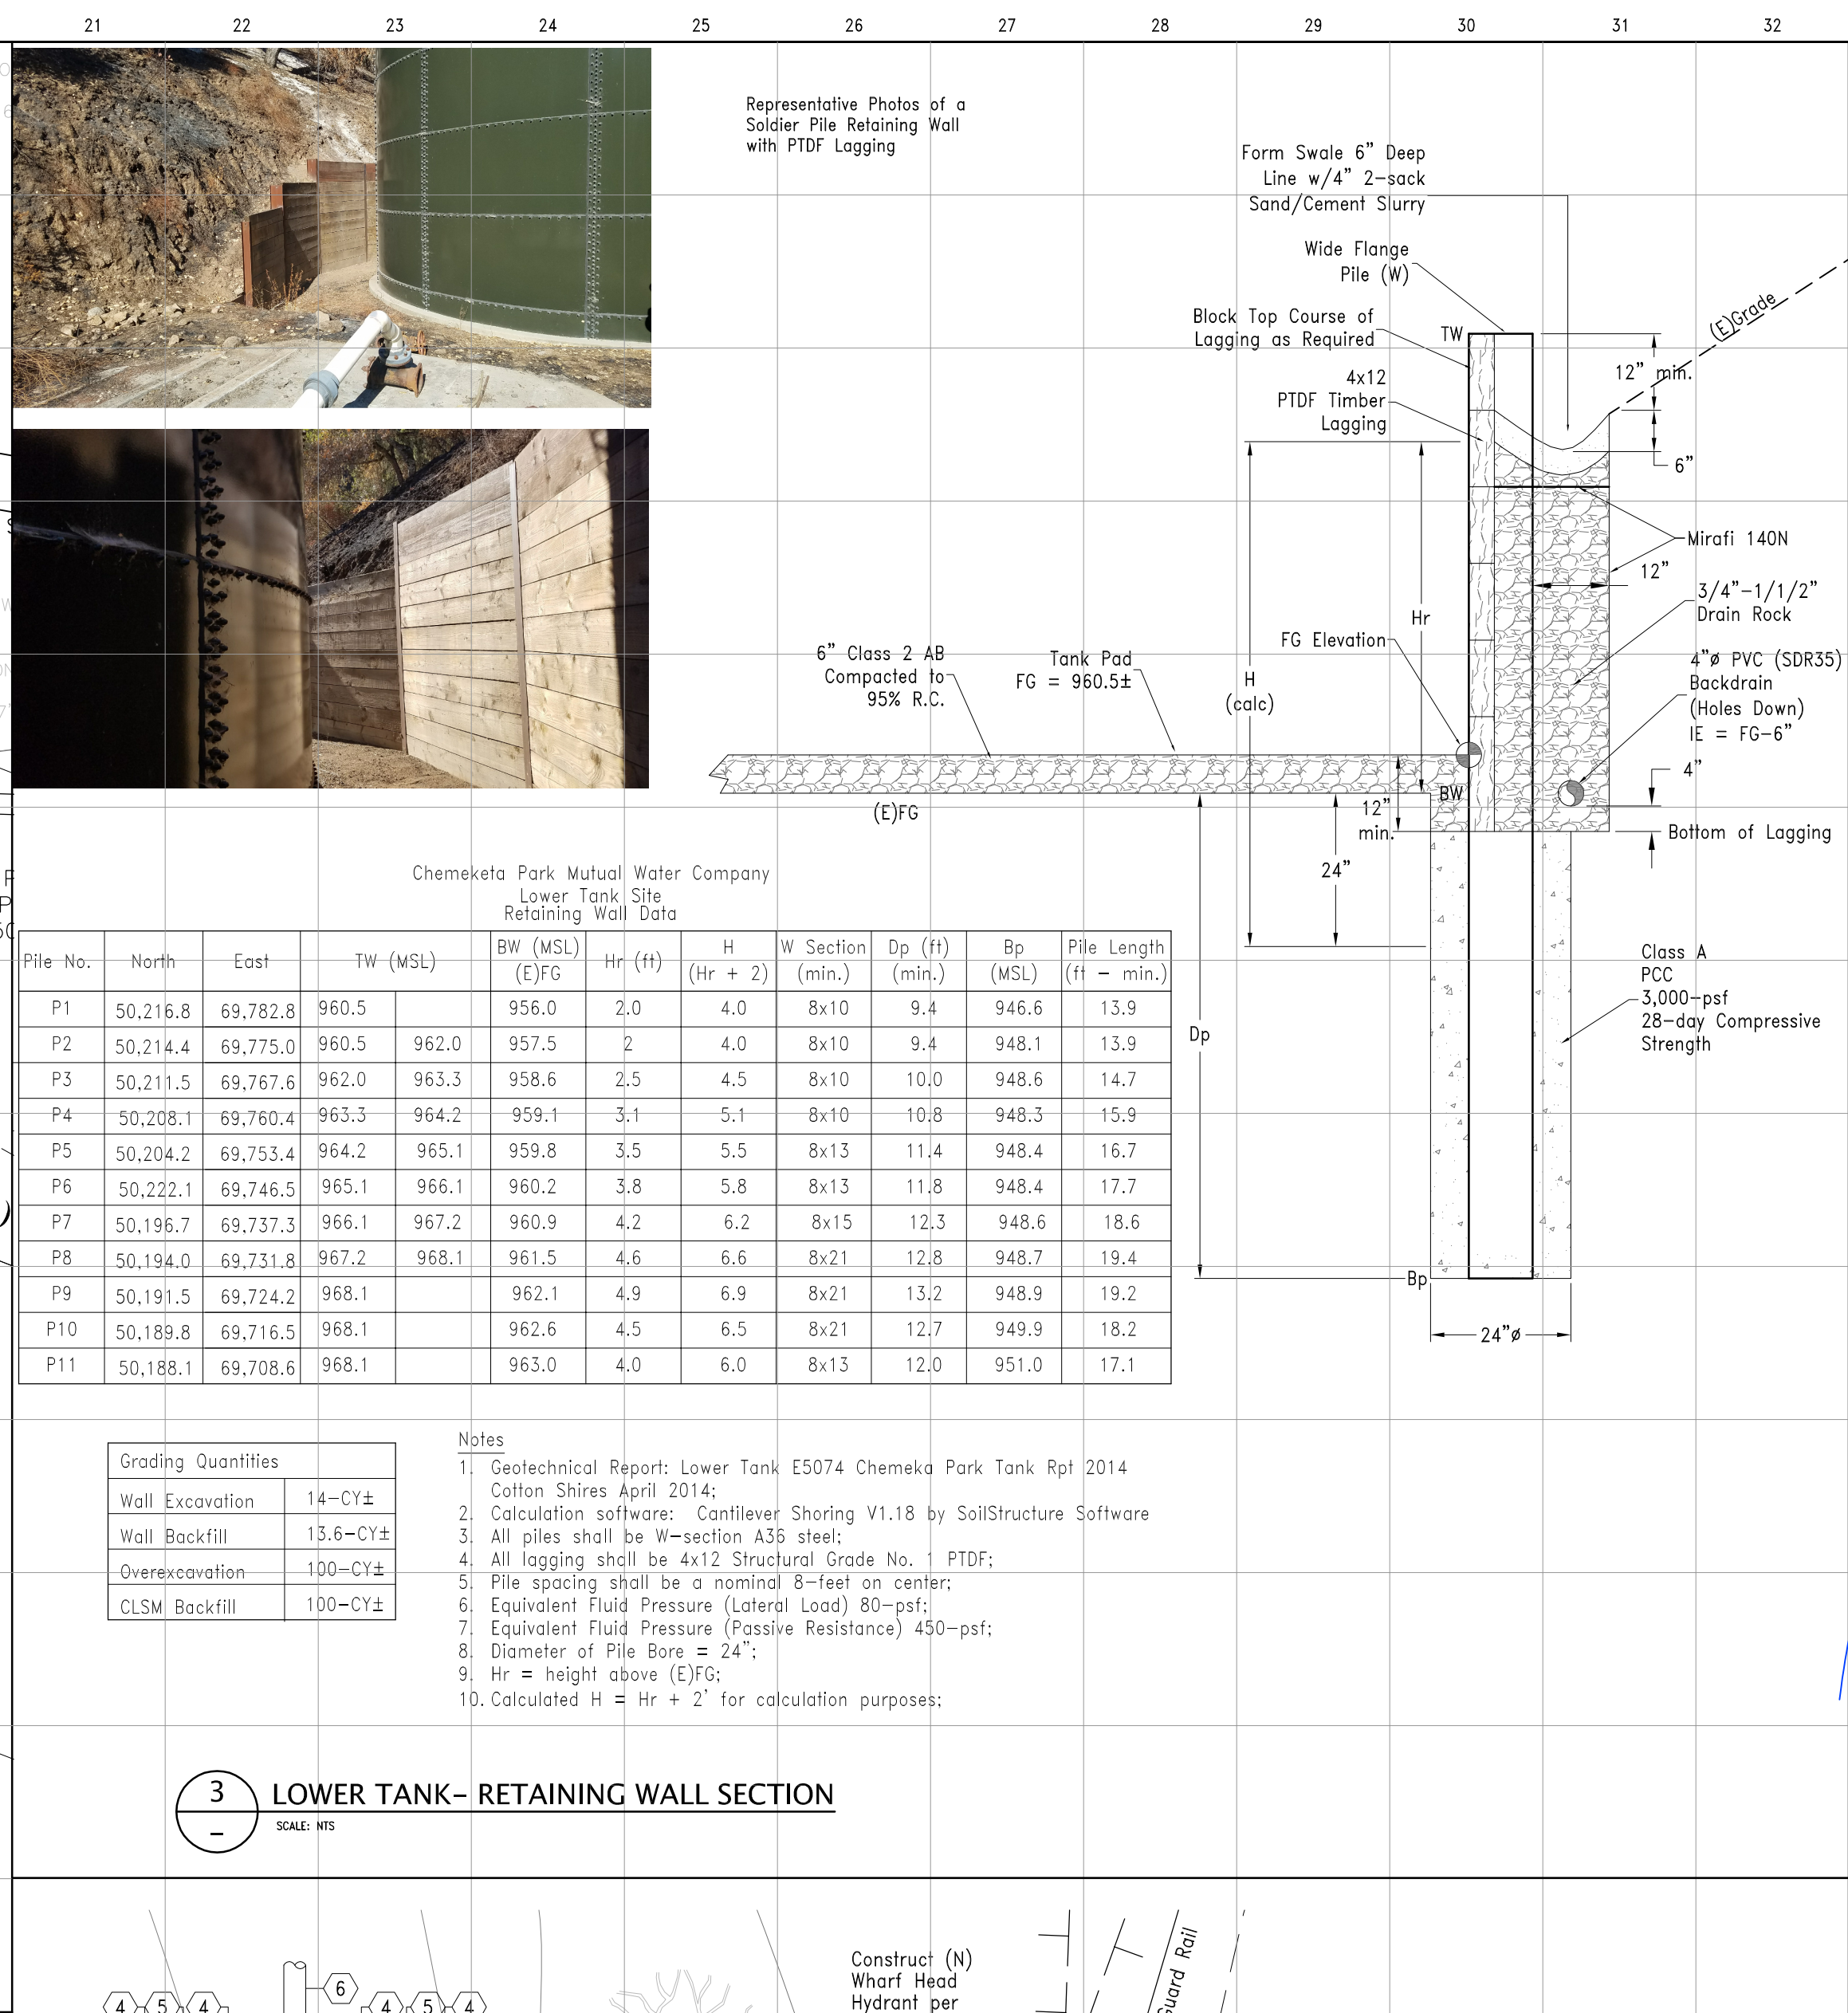 21 22 23 24 25 26 27 28 29 30 31 32
Representative Photos of a
Soldier Pile Retaining Wall
with PTDF Lagging
Form Swale 6" Deep
Line w/4" 2-sack
Sand/Cement Slurry
Wide Flange
Pile (W)
Block Top Course of
Lagging as Required
4x12
PTDF Timber
Lagging
TW
(E)Grade
12" min.
6"
Mirafi 140N
12"
3/4"-1/1/2"
Drain Rock
4"ø PVC (SDR35)
Backdrain
(Holes Down)
IE = FG-6"
4"
Bottom of Lagging
Hr
H
(calc)
FG Elevation
6" Class 2 AB
Compacted to
95% R.C.
Tank Pad
FG = 960.5±
(E)FG
BW
12"
min.
24"
Dp
Bp
24"ø
Class A
PCC
3,000-psf
28-day Compressive
Strength
Chemeketa Park Mutual Water Company
Lower Tank Site
Retaining Wall Data
Pile No. North East TW (MSL) BW (MSL) (E)FG Hr (ft) H (Hr + 2) W Section (min.) Dp (ft) (min.) Bp (MSL) Pile Length (ft - min.)
P1 50,216.8 69,782.8 960.5 956.0 2.0 4.0 8x10 9.4 946.6 13.9
P2 50,214.4 69,775.0 960.5 962.0 957.5 2 4.0 8x10 9.4 948.1 13.9
P3 50,211.5 69,767.6 962.0 963.3 958.6 2.5 4.5 8x10 10.0 948.6 14.7
P4 50,208.1 69,760.4 963.3 964.2 959.1 3.1 5.1 8x10 10.8 948.3 15.9
P5 50,204.2 69,753.4 964.2 965.1 959.8 3.5 5.5 8x13 11.4 948.4 16.7
P6 50,222.1 69,746.5 965.1 966.1 960.2 3.8 5.8 8x13 11.8 948.4 17.7
P7 50,196.7 69,737.3 966.1 967.2 960.9 4.2 6.2 8x15 12.3 948.6 18.6
P8 50,194.0 69,731.8 967.2 968.1 961.5 4.6 6.6 8x21 12.8 948.7 19.4
P9 50,191.5 69,724.2 968.1 962.1 4.9 6.9 8x21 13.2 948.9 19.2
P10 50,189.8 69,716.5 968.1 962.6 4.5 6.5 8x21 12.7 949.9 18.2
P11 50,188.1 69,708.6 968.1 963.0 4.0 6.0 8x13 12.0 951.0 17.1
Grading Quantities
Wall Excavation 14-CY±
Wall Backfill 13.6-CY±
Overexcavation 100-CY±
CLSM Backfill 100-CY±
Notes
1. Geotechnical Report: Lower Tank E5074 Chemeka Park Tank Rpt 2014
Cotton Shires April 2014;
2. Calculation software: Cantilever Shoring V1.18 by SoilStructure Software
3. All piles shall be W-section A36 steel;
4. All lagging shall be 4x12 Structural Grade No. 1 PTDF;
5. Pile spacing shall be a nominal 8-feet on center;
6. Equivalent Fluid Pressure (Lateral Load) 80-psf;
7. Equivalent Fluid Pressure (Passive Resistance) 450-psf;
8. Diameter of Pile Bore = 24";
9. Hr = height above (E)FG;
10. Calculated H = Hr + 2' for calculation purposes;
3
-
LOWER TANK- RETAINING WALL SECTION
SCALE: NTS
4 5 4 6 4 5 4
Construct (N)
Wharf Head
Hydrant per
Guard Rail